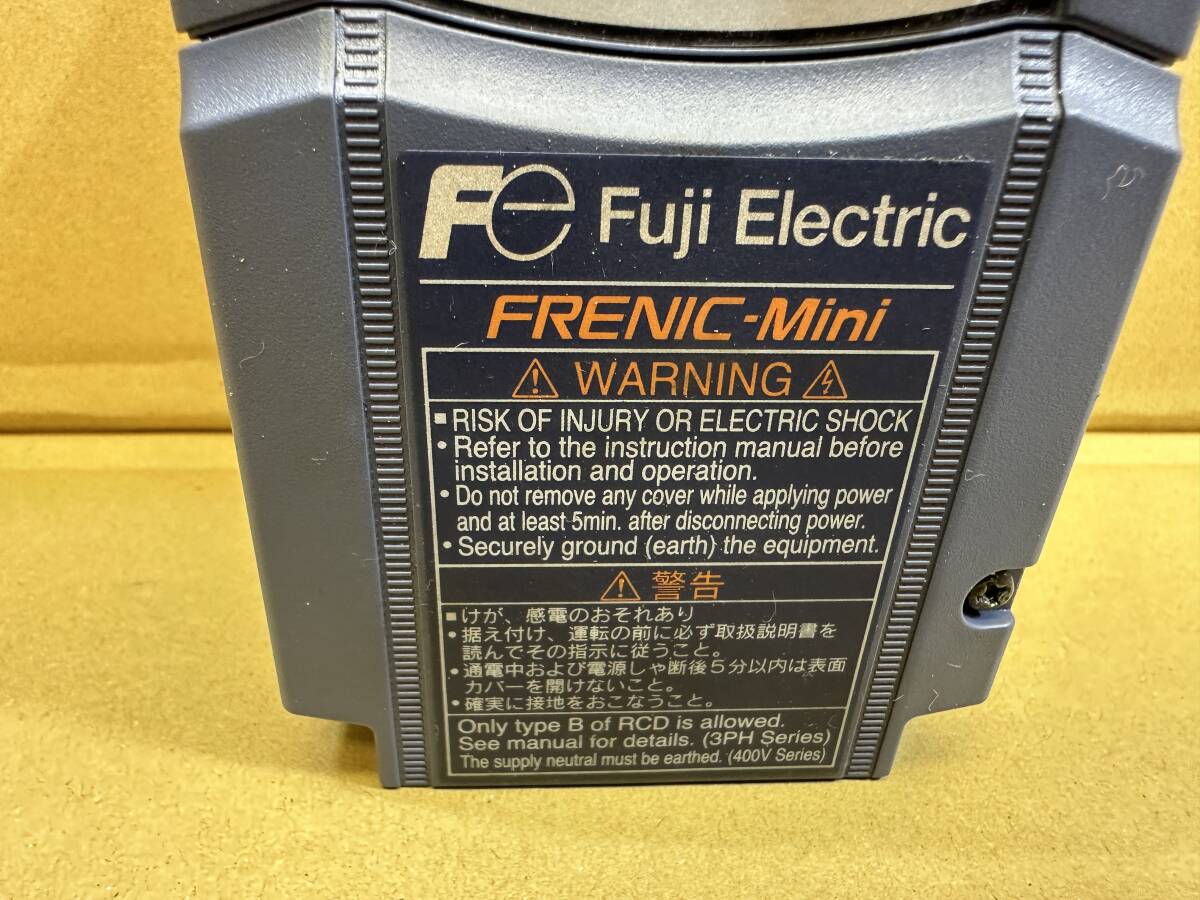 Fe Fuji Electric
FRENIC-Mini
WARNING
■ RISK OF INJURY OR ELECTRIC SHOCK
• Refer to the instruction manual before
installation and operation.
• Do not remove any cover while applying power
and at least 5min. after disconnecting power.
• Securely ground (earth) the equipment.
警告
■ けが、感電のおそれあり
・据え付け、運転の前に必ず取扱説明書を
読んでその指示に従うこと。
・通電中および電源しゃ断後5分以内は表面
カバーを開けないこと。
・確実に接地をおこなうこと。
Only type B of RCD is allowed.
See manual for details. (3PH Series)
The supply neutral must be earthed. (400V Series)